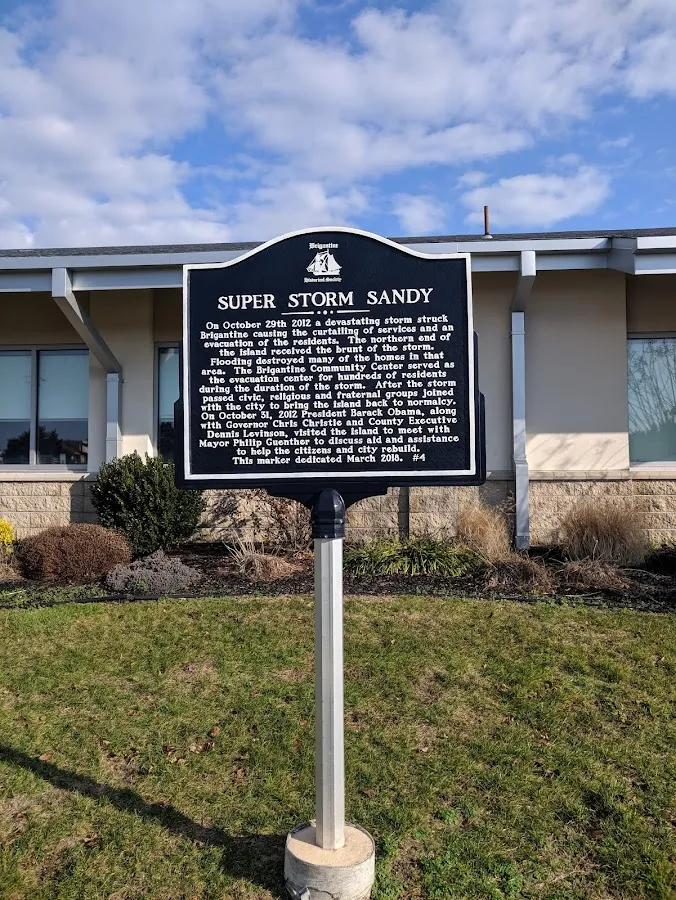 Brigantine
Historical Society
SUPER STORM SANDY
On October 29th 2012 a devastating storm struck
Brigantine causing the curtailing of services and an
evacuation of the residents. The northern end of
the island received the brunt of the storm.
Flooding destroyed many of the homes in that
area. The Brigantine Community Center served as
the evacuation center for hundreds of residents
during the duration of the storm. After the storm
passed civic, religious and fraternal groups joined
with the city to bring the island back to normalcy.
On October 31, 2012 President Barack Obama, along
with Governor Chris Christie and County Executive
Dennis Levinson, visited the island to meet with
Mayor Philip Guenther to discuss aid and assistance
to help the citizens and city rebuild.
This marker dedicated March 2018. #4